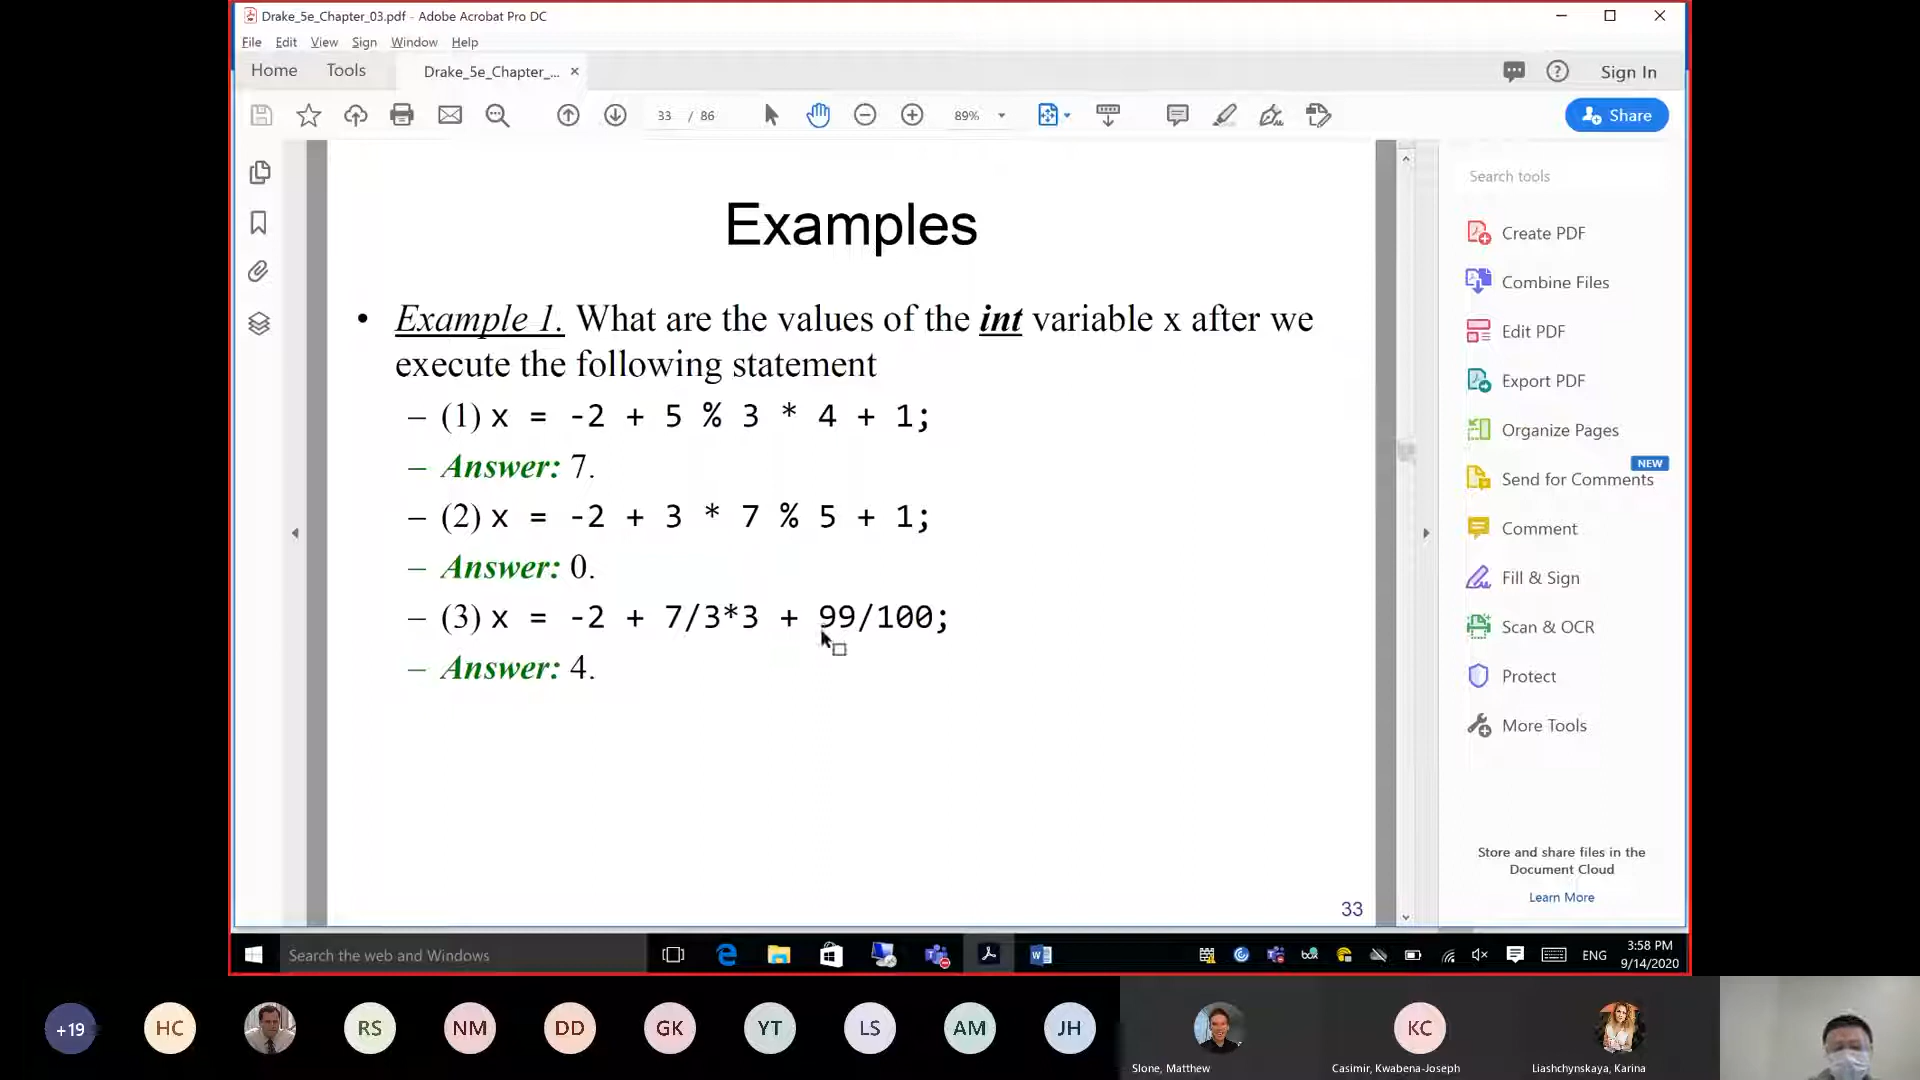 Drake_5e_Chapter_03.pdf - Adobe Acrobat Pro DC
File Edit View Sign Window Help
Home Tools Drake_5e_Chapter_... × Sign In
33 / 86 89% Share
Search tools
Create PDF
Combine Files
Edit PDF
Export PDF
Organize Pages
NEW
Send for Comments
Comment
Fill & Sign
Scan & OCR
Protect
More Tools
Store and share files in the
Document Cloud
Learn More
Examples
• Example 1. What are the values of the int variable x after we
execute the following statement
– (1) x = -2 + 5 % 3 * 4 + 1;
– Answer: 7.
– (2) x = -2 + 3 * 7 % 5 + 1;
– Answer: 0.
– (3) x = -2 + 7/3*3 + 99/100;
– Answer: 4.
33
Search the web and Windows
ENG
3:58 PM
9/14/2020
+19 HC RS NM DD GK YT LS AM JH KC
Slone, Matthew Casimir, Kwabena-Joseph Liashchynskaya, Karina